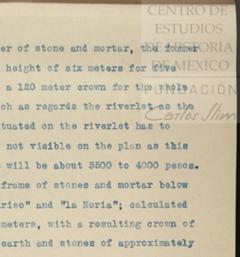 CENTRO DE
ESTUDIOS
DE HISTORIA
DE MEXICO
FUNDACIÓN
Carlos Slim
er of stone and mortar, the former
height of six meters for five
a 120 meter crown for the whole
ch as regards the riverlet as the
tuated on the riverlet has to
not visible on the plan as this
will be about 3500 to 4000 pesos.
frame of stones and mortar below
riso" and "la Noria"; calculated
meters, with a resulting crown of
earth and stones of approximately